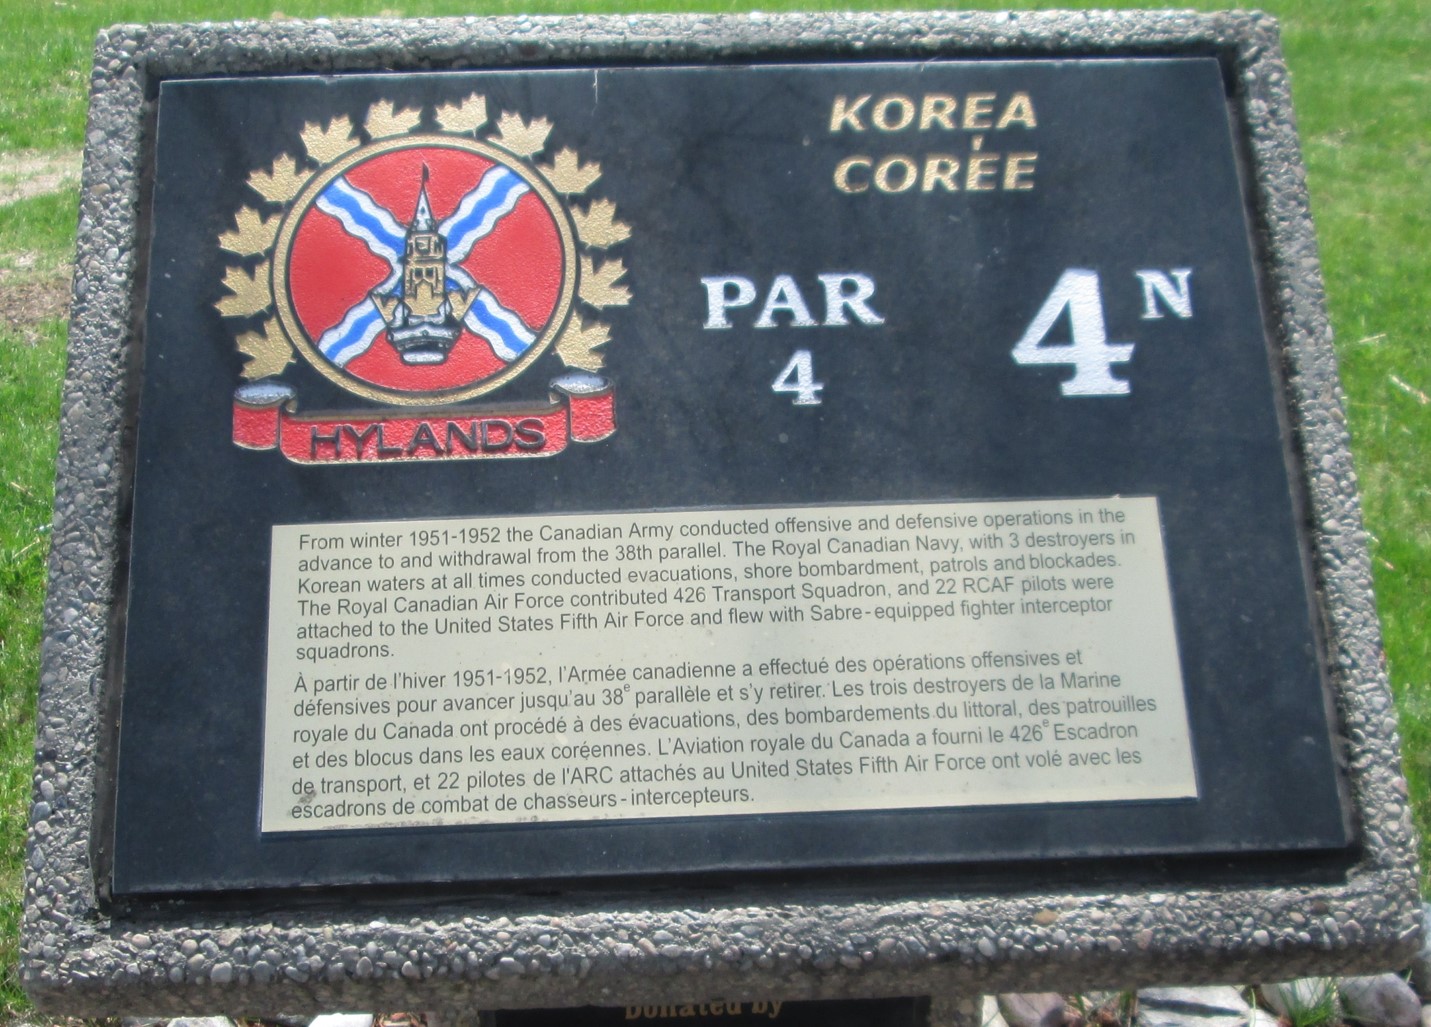 KOREA
CORÉE
PAR
4
4N
HYLANDS
From winter 1951-1952 the Canadian Army conducted offensive and defensive operations in the
advance to and withdrawal from the 38th parallel. The Royal Canadian Navy, with 3 destroyers in
Korean waters at all times conducted evacuations, shore bombardment, patrols and blockades.
The Royal Canadian Air Force contributed 426 Transport Squadron, and 22 RCAF pilots were
attached to the United States Fifth Air Force and flew with Sabre-equipped fighter interceptor
squadrons.
À partir de l'hiver 1951-1952, l'Armée canadienne a effectué des opérations offensives et
défensives pour avancer jusqu'au 38e parallèle et s'y retirer. Les trois destroyers de la Marine
royale du Canada ont procédé à des évacuations, des bombardements du littoral, des patrouilles
et des blocus dans les eaux coréennes. L'Aviation royale du Canada a fourni le 426e Escadron
de transport, et 22 pilotes de l'ARC attachés au United States Fifth Air Force ont volé avec les
escadrons de combat de chasseurs-intercepteurs.
Donated by